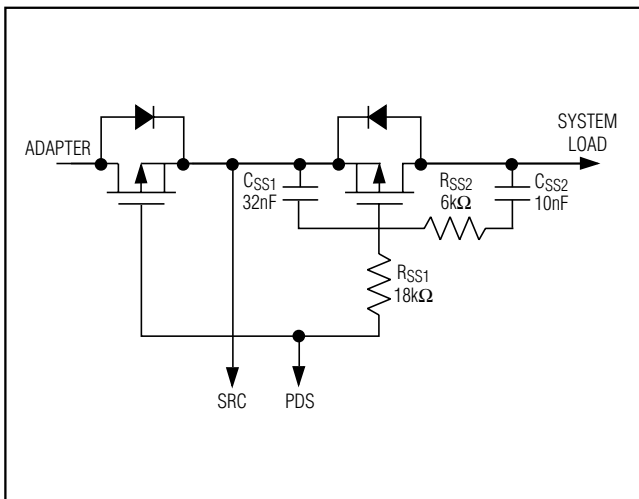 ADAPTER
SYSTEM
LOAD
CSS1
32nF
RSS2
6kΩ
CSS2
10nF
RSS1
18kΩ
SRC
PDS